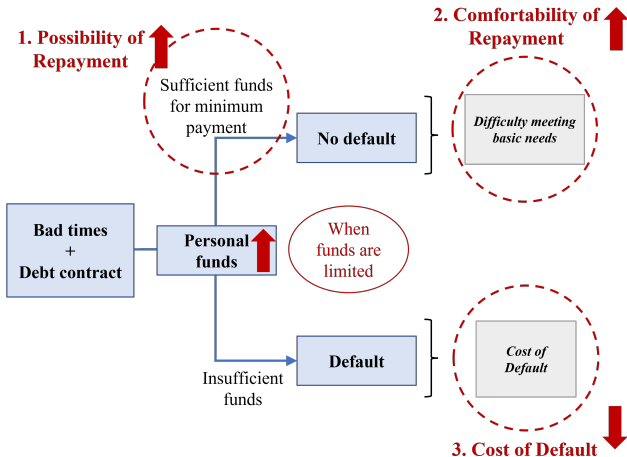 1. Possibility of
Repayment
2. Comfortability of
Repayment
Sufficient funds
for minimum
payment
No default
Difficulty meeting
basic needs
Bad times
+
Debt contract
Personal
funds
When
funds are
limited
Insufficient
funds
Default
Cost of
Default
3. Cost of Default